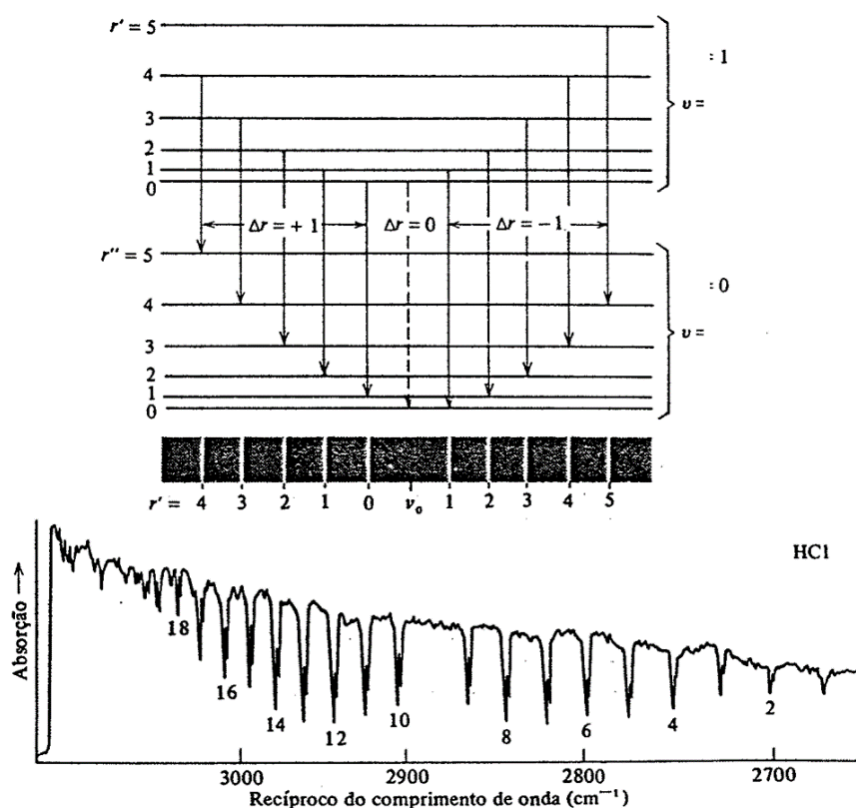 r' = 5
= 1
4
υ =
3
2
1
0
Δr = + 1
Δr = 0
Δr = −1
r'' = 5
= 0
4
υ =
3
2
1
0
r' = 4 3 2 1 0 ν₀ 1 2 3 4 5
HCl
Absorção →
18
16
14
12
10
8
6
4
2
3000 2900 2800 2700
Recíproco do comprimento de onda (cm⁻¹)